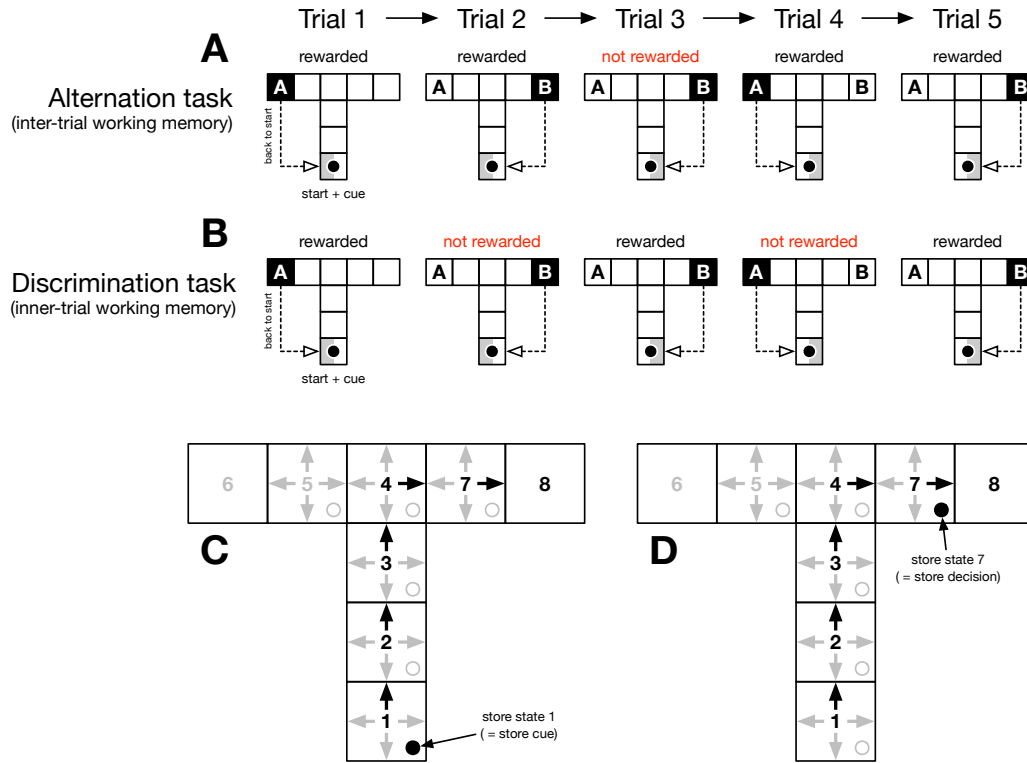 Trial 1 Trial 2 Trial 3 Trial 4 Trial 5
A
rewarded rewarded not rewarded rewarded rewarded
Alternation task
(inter-trial working memory)
A A B A B A B A B
back to start
start + cue
B
rewarded not rewarded rewarded not rewarded rewarded
Discrimination task
(inner-trial working memory)
A A B A B A B A B
back to start
start + cue
6 5 4 7 8
C
3
2
1
store state 1
( = store cue)
6 5 4 7 8
D
store state 7
( = store decision)
3
2
1